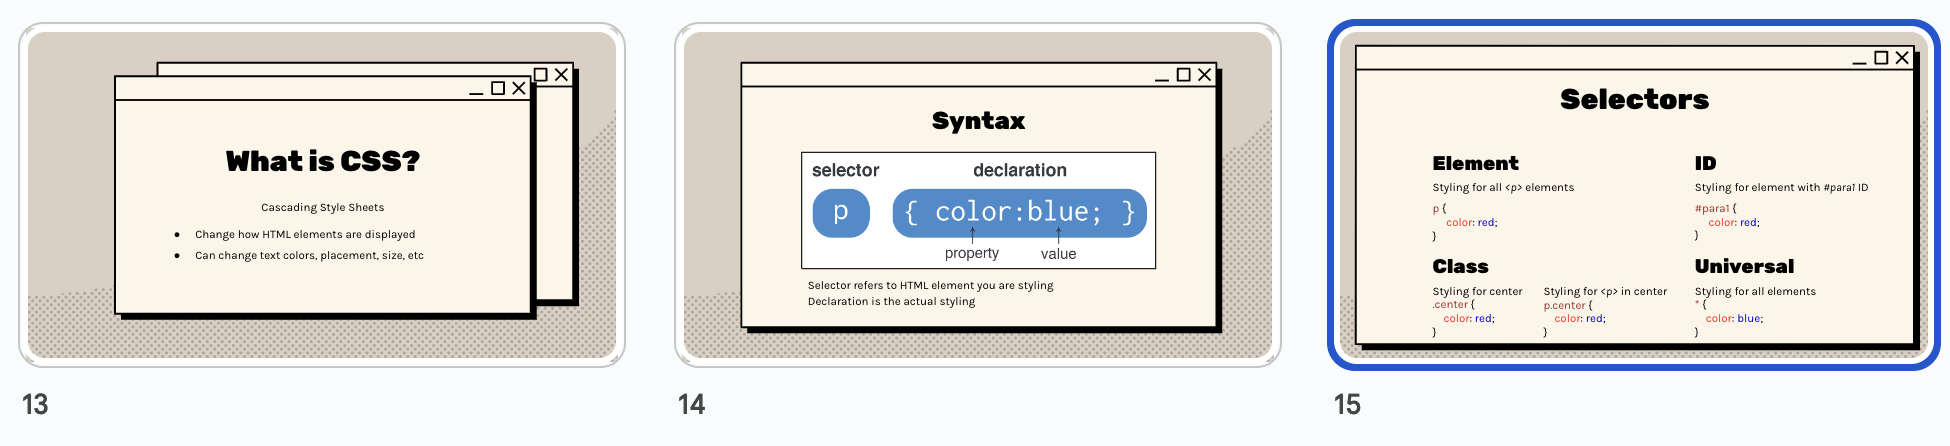 What is CSS?
Cascading Style Sheets
● Change how HTML elements are displayed
● Can change text colors, placement, size, etc
13
Syntax
selector declaration
p { color:blue; }
property value
Selector refers to HTML element you are styling
Declaration is the actual styling
14
Selectors
Element
Styling for all <p> elements
p {
color: red;
}
ID
Styling for element with #para1 ID
#para1 {
color: red;
}
Class
Styling for center
.center {
color: red;
}
Styling for <p> in center
p.center {
color: red;
}
Universal
Styling for all elements
* {
color: blue;
}
15